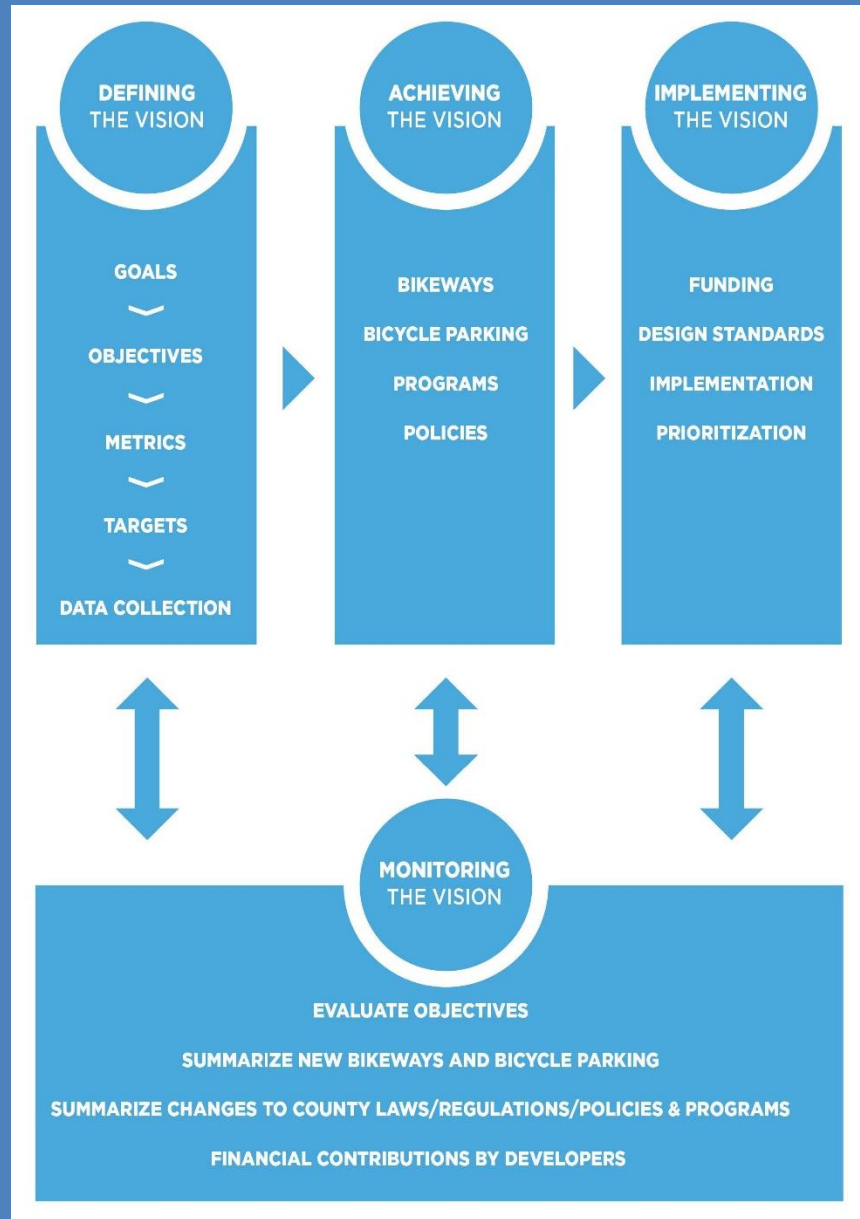 DEFINING
THE VISION
GOALS
OBJECTIVES
METRICS
TARGETS
DATA COLLECTION
ACHIEVING
THE VISION
BIKEWAYS
BICYCLE PARKING
PROGRAMS
POLICIES
IMPLEMENTING
THE VISION
FUNDING
DESIGN STANDARDS
IMPLEMENTATION
PRIORITIZATION
MONITORING
THE VISION
EVALUATE OBJECTIVES
SUMMARIZE NEW BIKEWAYS AND BICYCLE PARKING
SUMMARIZE CHANGES TO COUNTY LAWS/REGULATIONS/POLICIES & PROGRAMS
FINANCIAL CONTRIBUTIONS BY DEVELOPERS